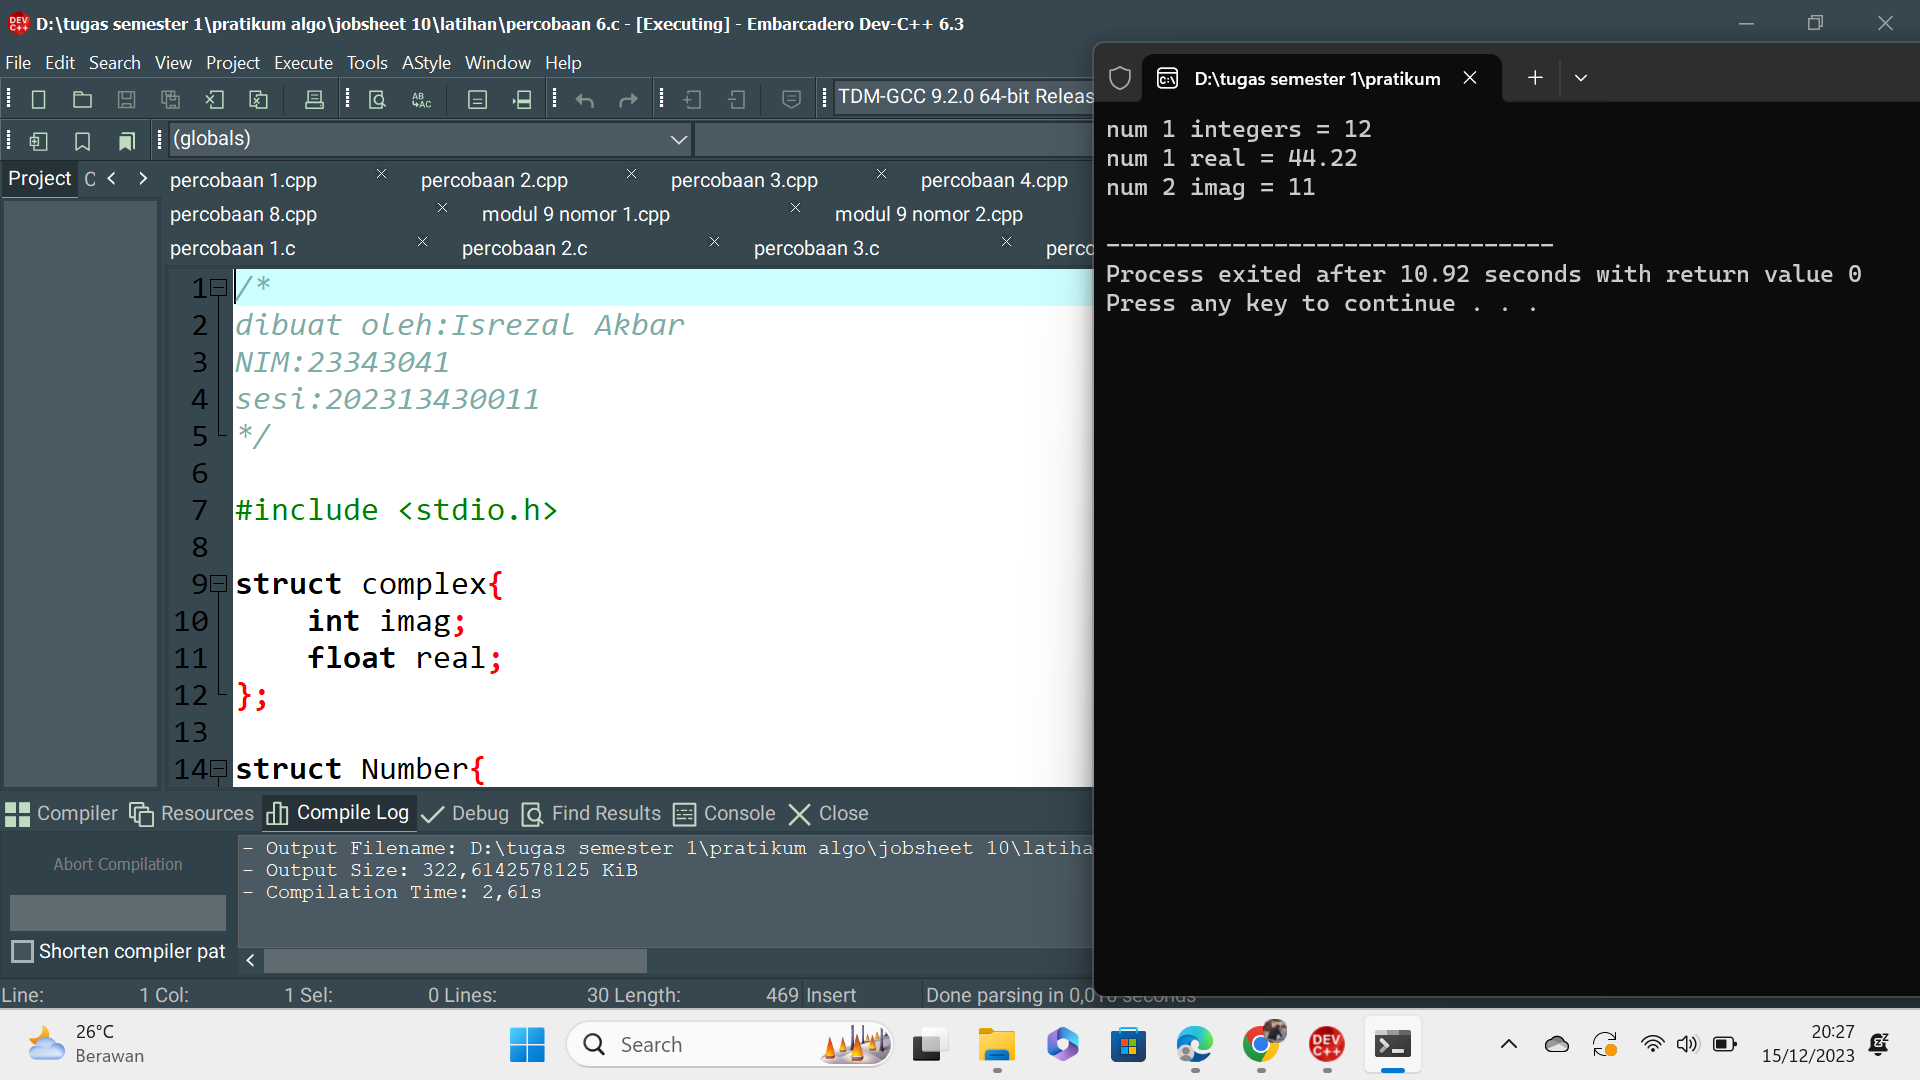 D:\tugas semester 1\pratikum algo\jobsheet 10\latihan\percobaan 6.c - [Executing] - Embarcadero Dev-C++ 6.3
File Edit Search View Project Execute Tools AStyle Window Help
TDM-GCC 9.2.0 64-bit Releas
(globals)
Project C
percobaan 1.cpp percobaan 2.cpp percobaan 3.cpp percobaan 4.cpp
percobaan 8.cpp modul 9 nomor 1.cpp modul 9 nomor 2.cpp
percobaan 1.c percobaan 2.c percobaan 3.c perco
1 /*
2 dibuat oleh:Isrezal Akbar
3 NIM:23343041
4 sesi:202313430011
5 */
6
7 #include <stdio.h>
8
9 struct complex{
10 int imag;
11 float real;
12 };
13
14 struct Number{
Compiler Resources Compile Log Debug Find Results Console Close
Abort Compilation
Shorten compiler pat
- Output Filename: D:\tugas semester 1\pratikum algo\jobsheet 10\latiha
- Output Size: 322,6142578125 KiB
- Compilation Time: 2,61s
Line: 1 Col: 1 Sel: 0 Lines: 30 Length: 469 Insert Done parsing in 0,016 seconds
D:\tugas semester 1\pratikum
num 1 integers = 12
num 1 real = 44.22
num 2 imag = 11
--------------------------------
Process exited after 10.92 seconds with return value 0
Press any key to continue . . .
26°C
Berawan
Search
DEV C++
20:27
15/12/2023